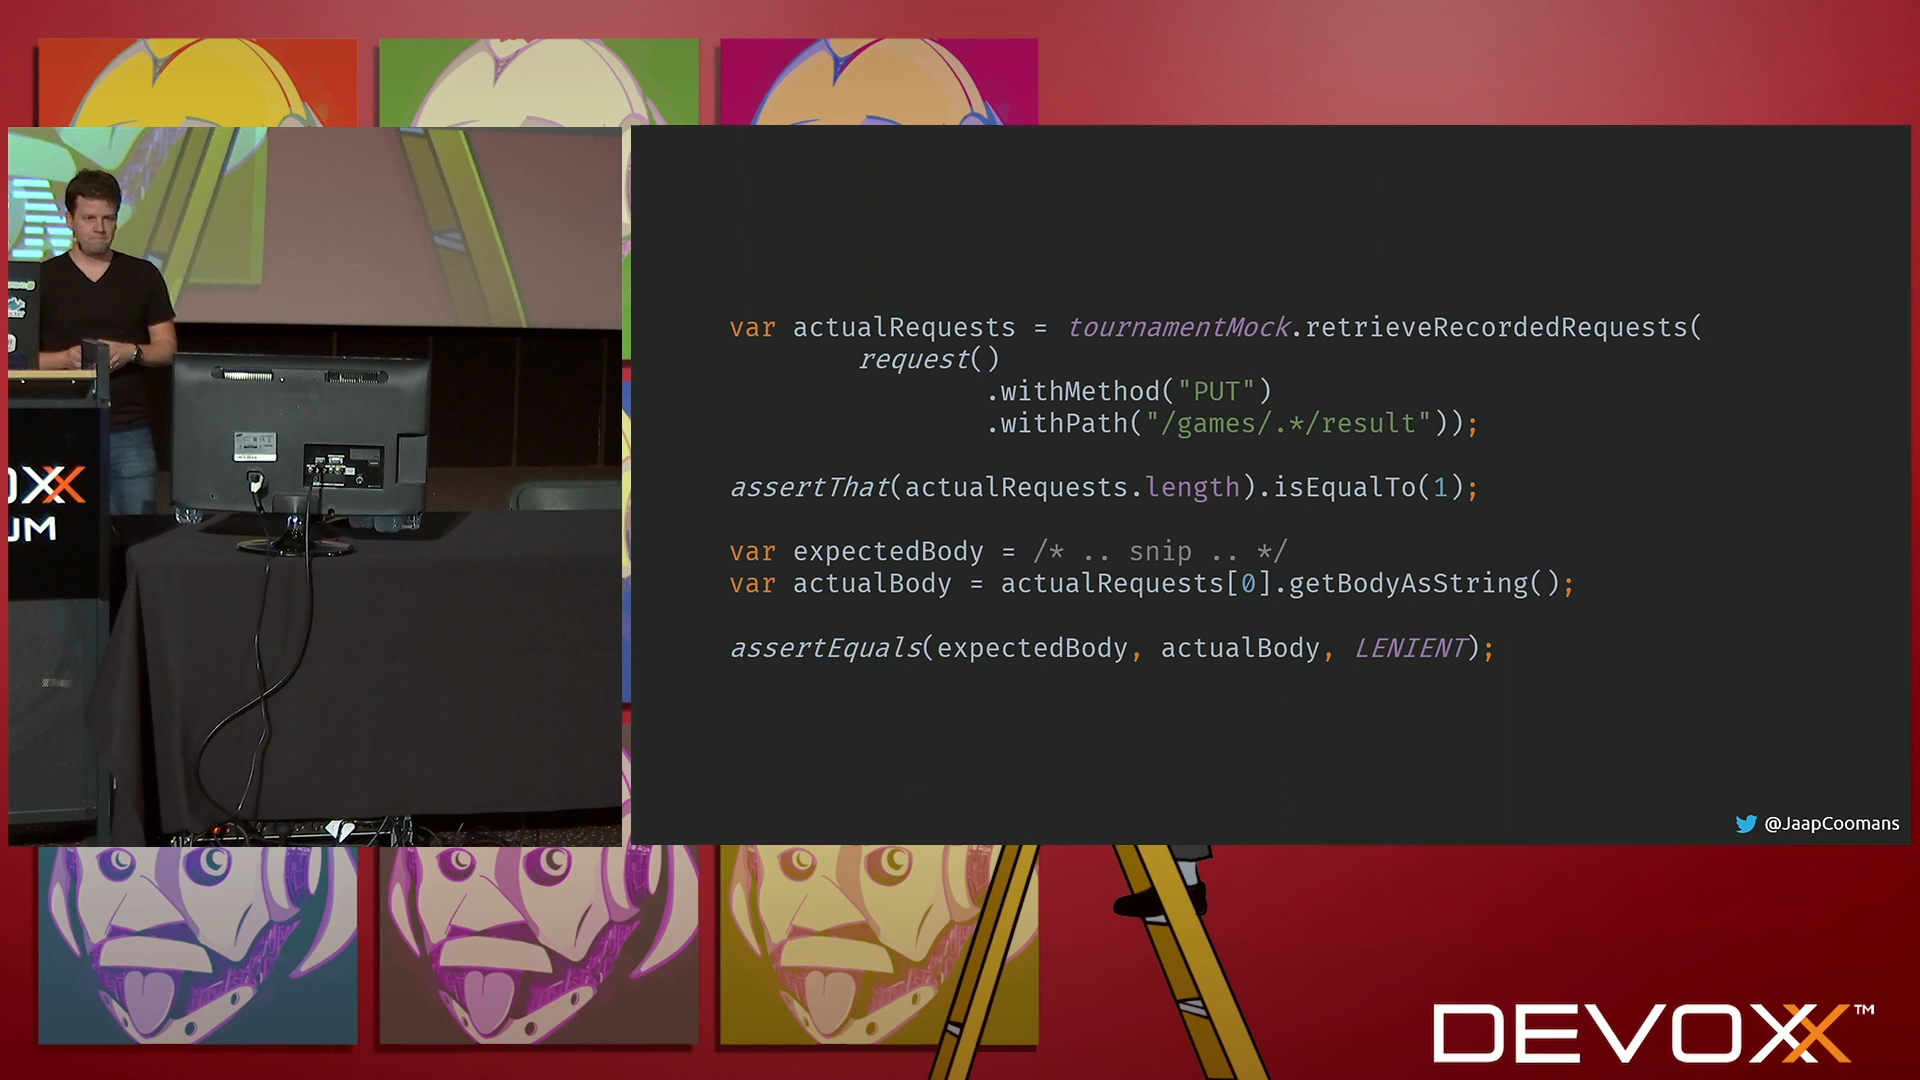 var actualRequests = tournamentMock.retrieveRecordedRequests(
        request()
                .withMethod("PUT")
                .withPath("/games/.*/result"));
assertThat(actualRequests.length).isEqualTo(1);
var expectedBody = /* .. snip .. */
var actualBody = actualRequests[0].getBodyAsString();
assertEquals(expectedBody, actualBody, LENIENT);
@JaapCoomans
DEVOXX™